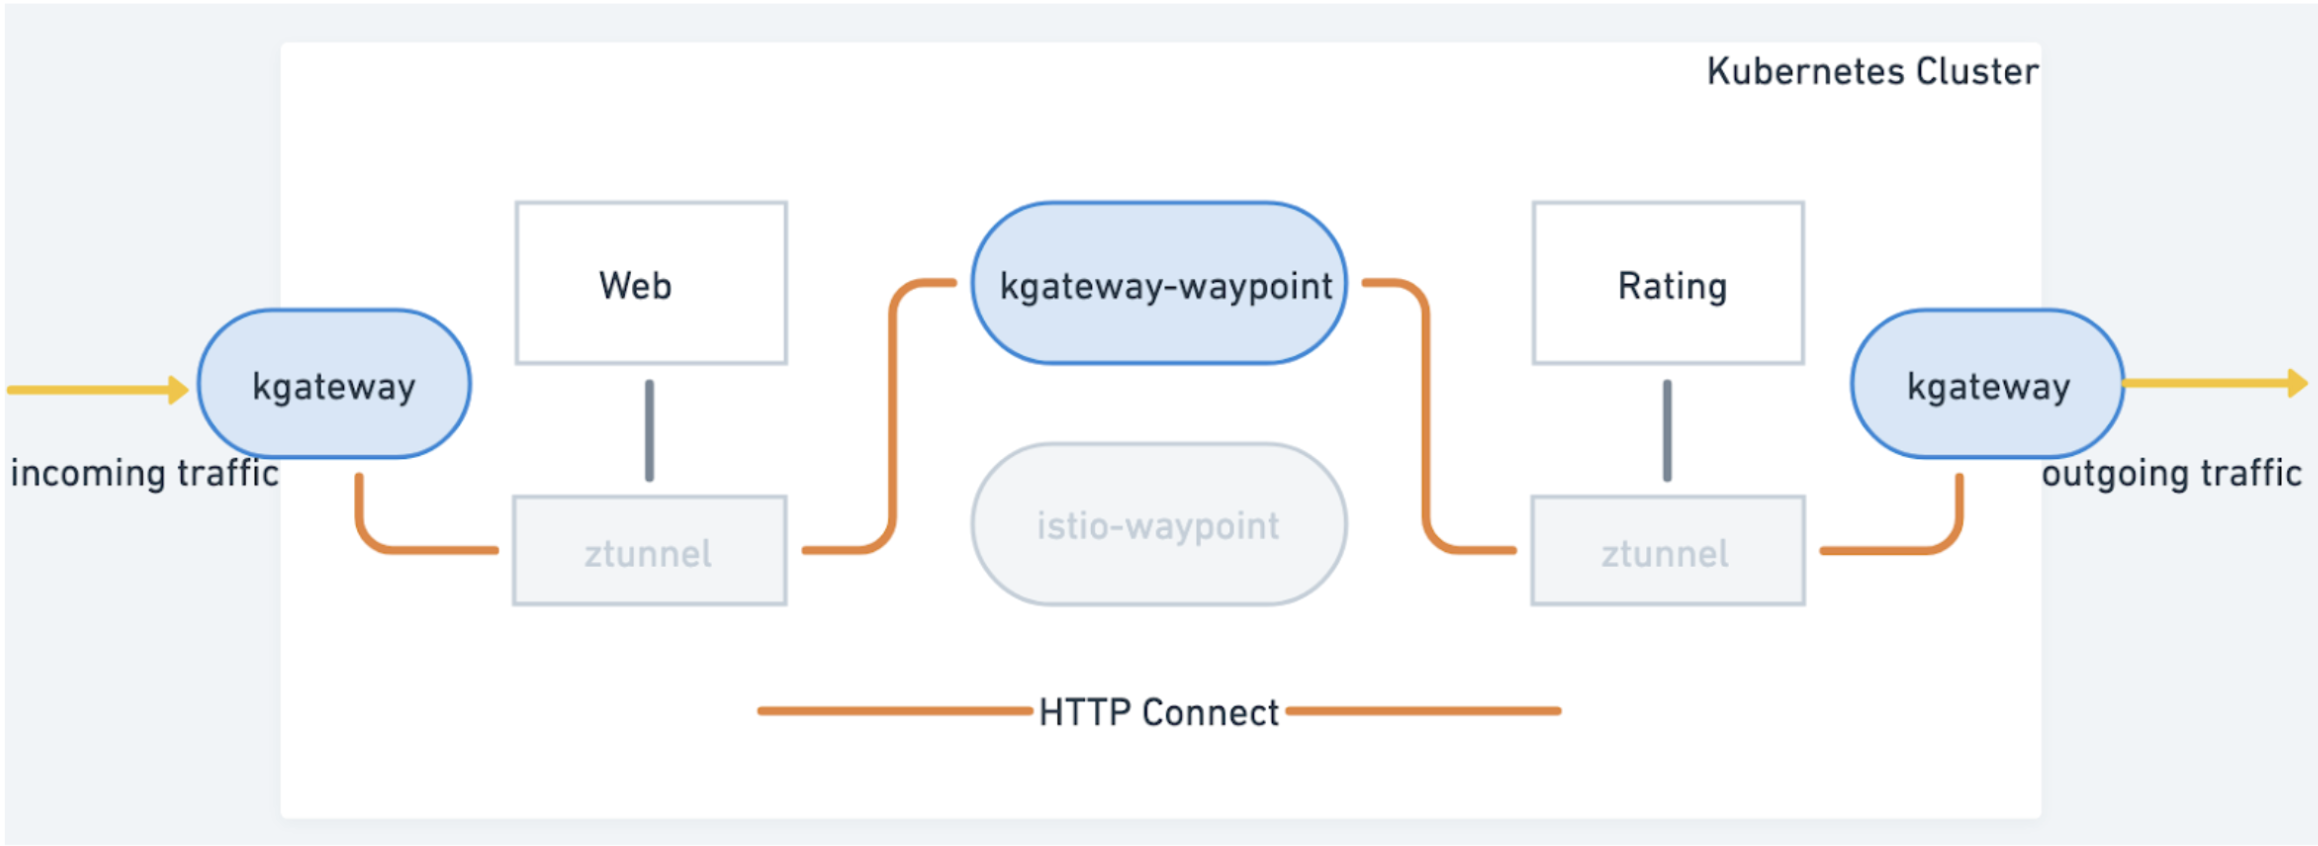 Kubernetes Cluster
Web
kgateway-waypoint
Rating
kgateway
kgateway
incoming traffic
outgoing traffic
istio-waypoint
ztunnel
ztunnel
HTTP Connect